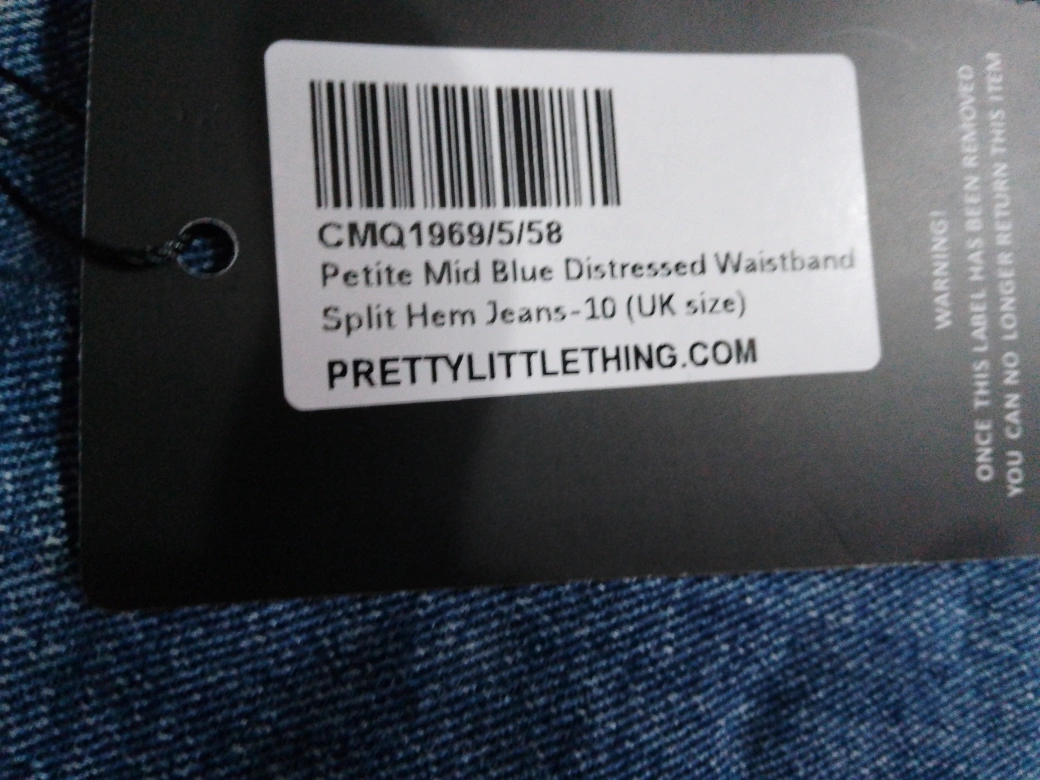 CMQ1969/5/58
Petite Mid Blue Distressed Waistband
Split Hem Jeans-10 (UK size)
PRETTYLITTLETHING.COM
WARNING!
ONCE THIS LABEL HAS BEEN REMOVED
YOU CAN NO LONGER RETURN THIS ITEM